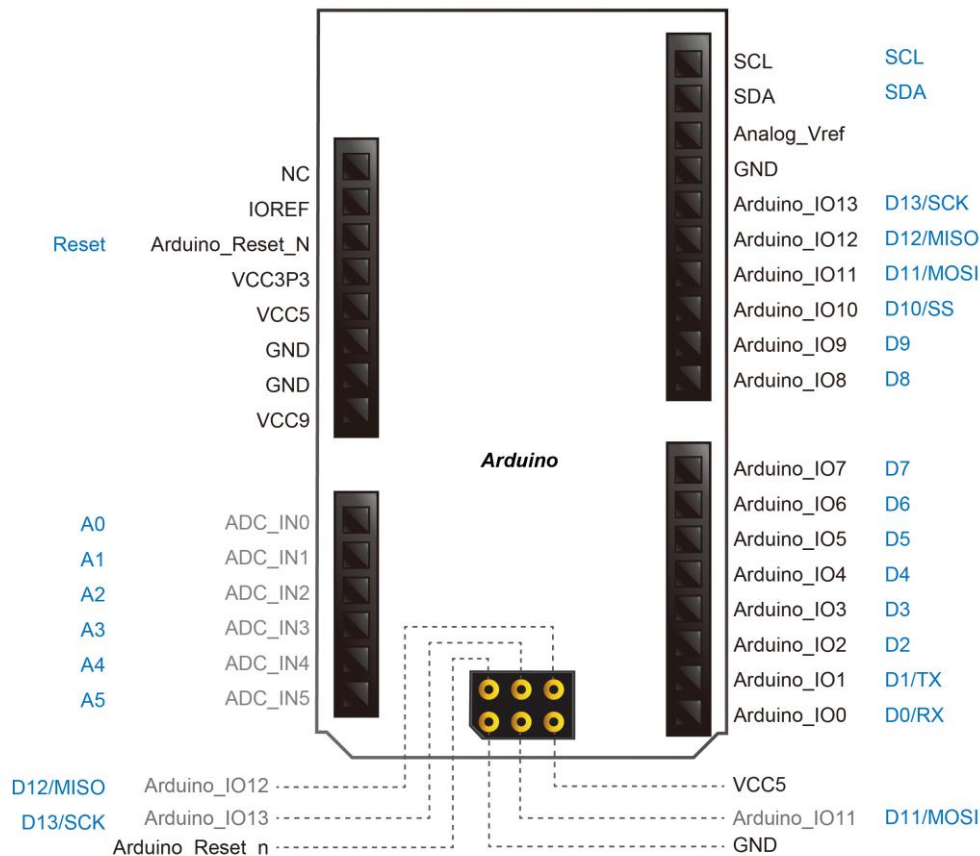 SCL SCL
SDA SDA
Analog_Vref
GND
Arduino_IO13 D13/SCK
Arduino_IO12 D12/MISO
Arduino_IO11 D11/MOSI
Arduino_IO10 D10/SS
Arduino_IO9 D9
Arduino_IO8 D8
NC
IOREF
Reset Arduino_Reset_N
VCC3P3
VCC5
GND
GND
VCC9
Arduino
Arduino_IO7 D7
Arduino_IO6 D6
Arduino_IO5 D5
Arduino_IO4 D4
Arduino_IO3 D3
Arduino_IO2 D2
Arduino_IO1 D1/TX
Arduino_IO0 D0/RX
A0 ADC_IN0
A1 ADC_IN1
A2 ADC_IN2
A3 ADC_IN3
A4 ADC_IN4
A5 ADC_IN5
D12/MISO Arduino_IO12
D13/SCK Arduino_IO13
Arduino_Reset_n
VCC5
Arduino_IO11 D11/MOSI
GND